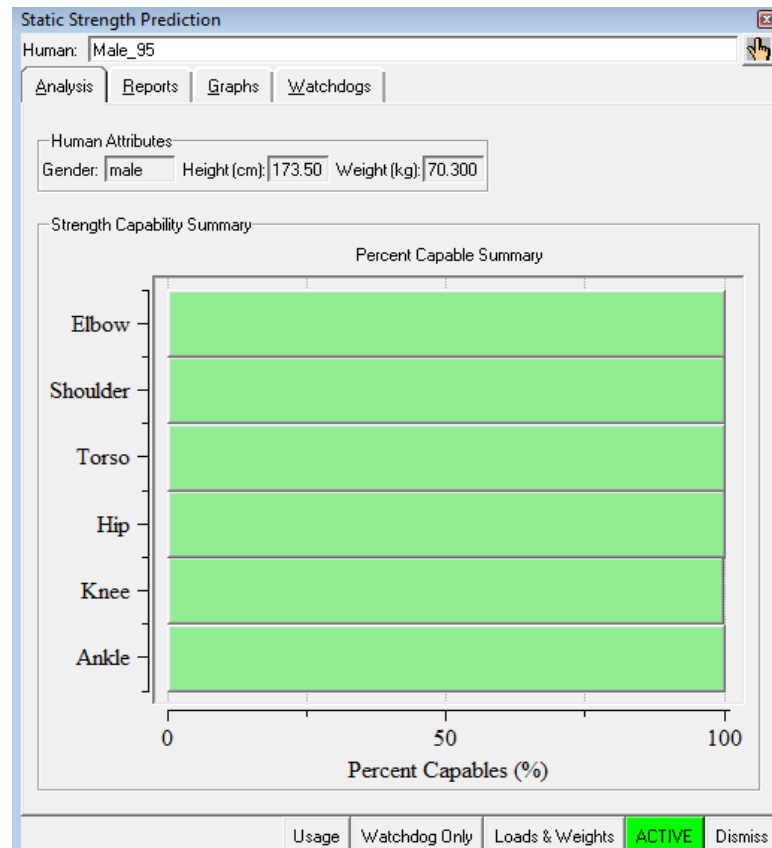 Static Strength Prediction
Human: Male_95
Analysis Reports Graphs Watchdogs
Human Attributes
Gender: male Height (cm): 173.50 Weight (kg): 70.300
Strength Capability Summary
Percent Capable Summary
Elbow
Shoulder
Torso
Hip
Knee
Ankle
0 50 100
Percent Capables (%)
Usage Watchdog Only Loads & Weights ACTIVE Dismiss